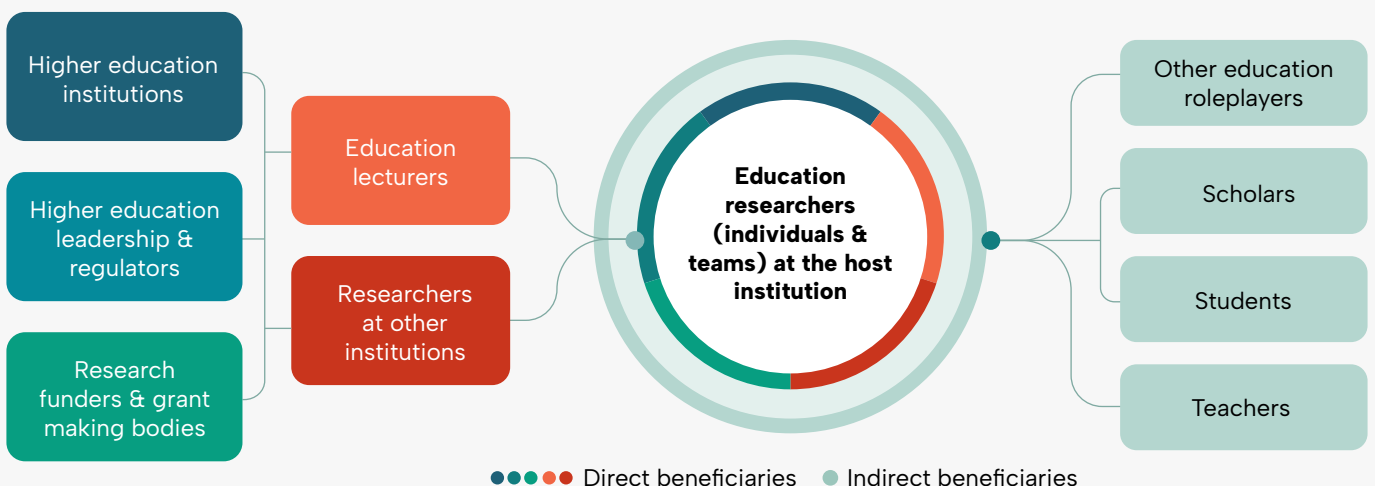 Higher education
institutions
Higher education
leadership &
regulators
Research
funders & grant
making bodies
Education
lecturers
Researchers
at other
institutions
Education
researchers
(individuals &
teams) at the host
institution
Other education
roleplayers
Scholars
Students
Teachers
Direct beneficiaries
Indirect beneficiaries